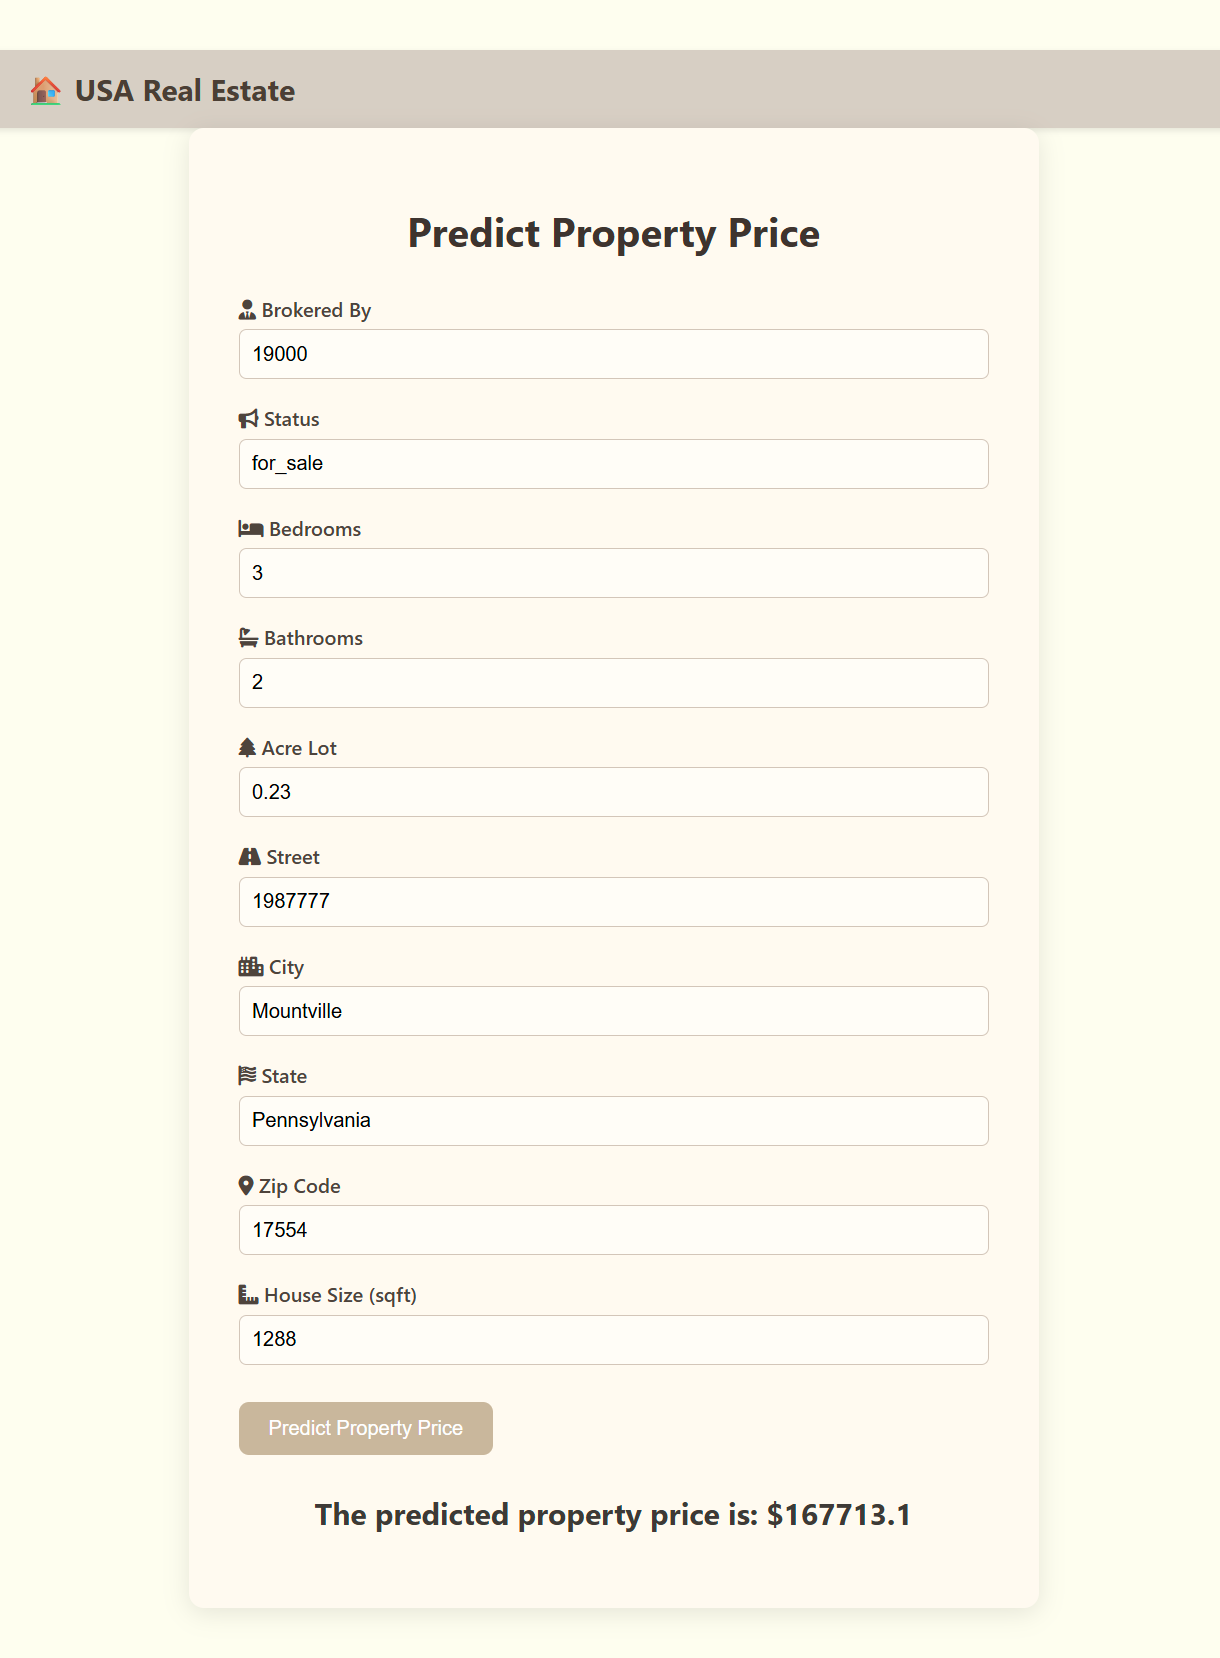 USA Real Estate
Predict Property Price
Brokered By
19000
Status
for_sale
Bedrooms
3
Bathrooms
2
Acre Lot
0.23
Street
1987777
City
Mountville
State
Pennsylvania
Zip Code
17554
House Size (sqft)
1288
Predict Property Price
The predicted property price is: $167713.1